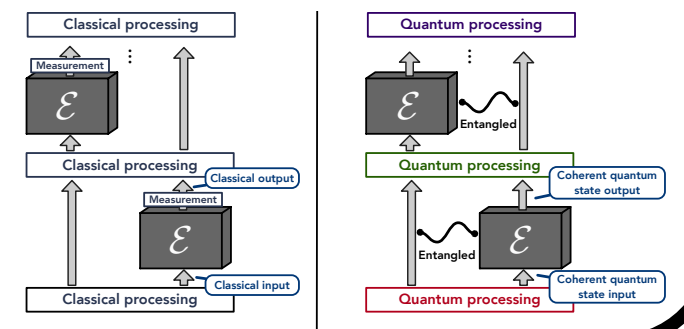 Classical processing
Measurement
ℰ
Classical processing
Classical output
Measurement
ℰ
Classical input
Classical processing
Quantum processing
ℰ
Entangled
Quantum processing
Coherent quantum
state output
ℰ
Entangled
Coherent quantum
state input
Quantum processing